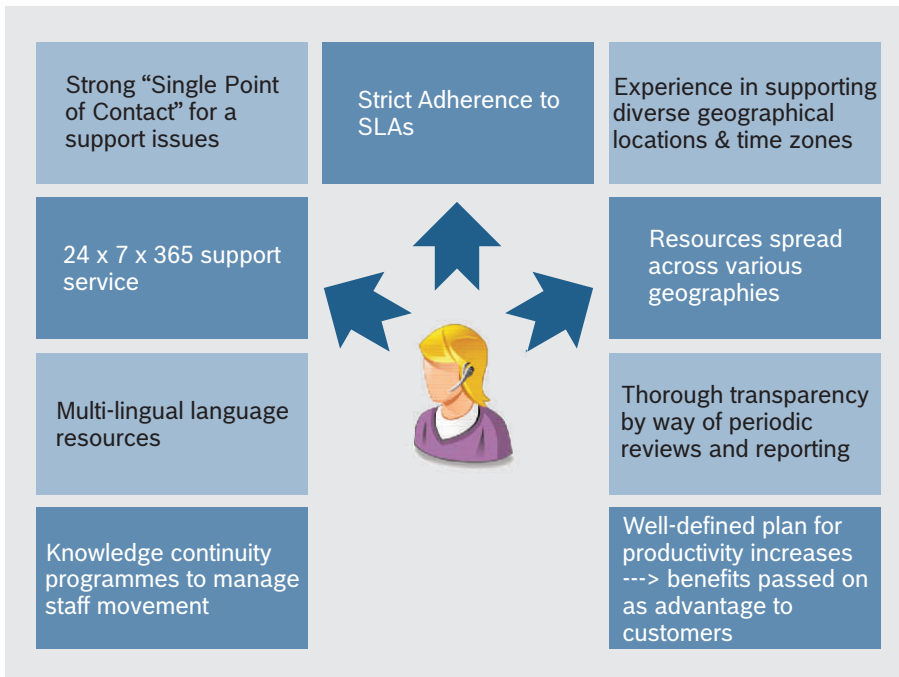 Strong “Single Point
of Contact” for a
support issues
Strict Adherence to
SLAs
Experience in supporting
diverse geographical
locations & time zones
24 x 7 x 365 support
service
Resources spread
across various
geographies
Multi-lingual language
resources
Thorough transparency
by way of periodic
reviews and reporting
Knowledge continuity
programmes to manage
staff movement
Well-defined plan for
productivity increases
---> benefits passed on
as advantage to
customers